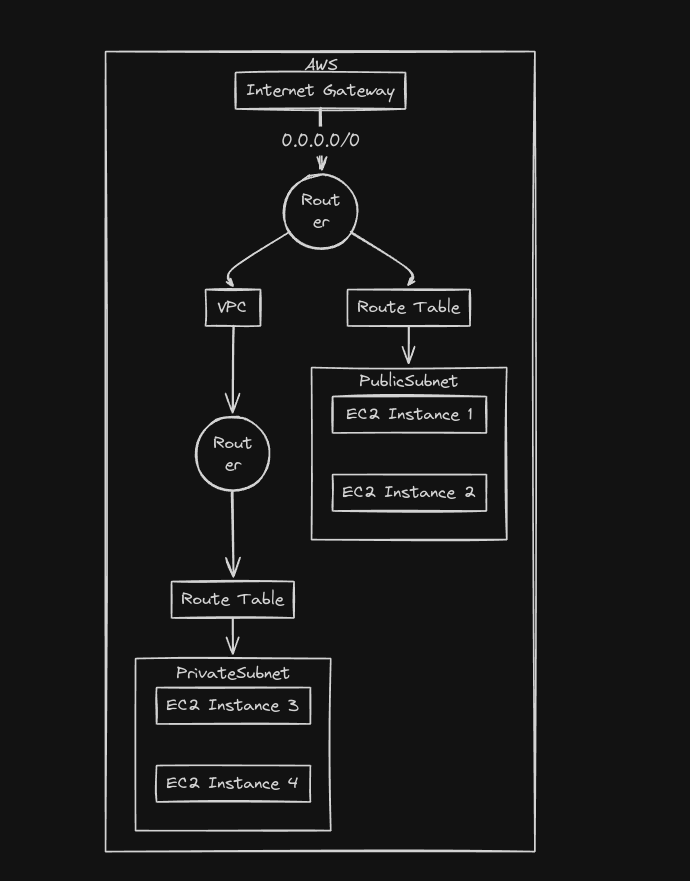 AWS
Internet Gateway
0.0.0.0/0
Rout
er
VPC
Route Table
PublicSubnet
EC2 Instance 1
Rout
er
EC2 Instance 2
Route Table
PrivateSubnet
EC2 Instance 3
EC2 Instance 4